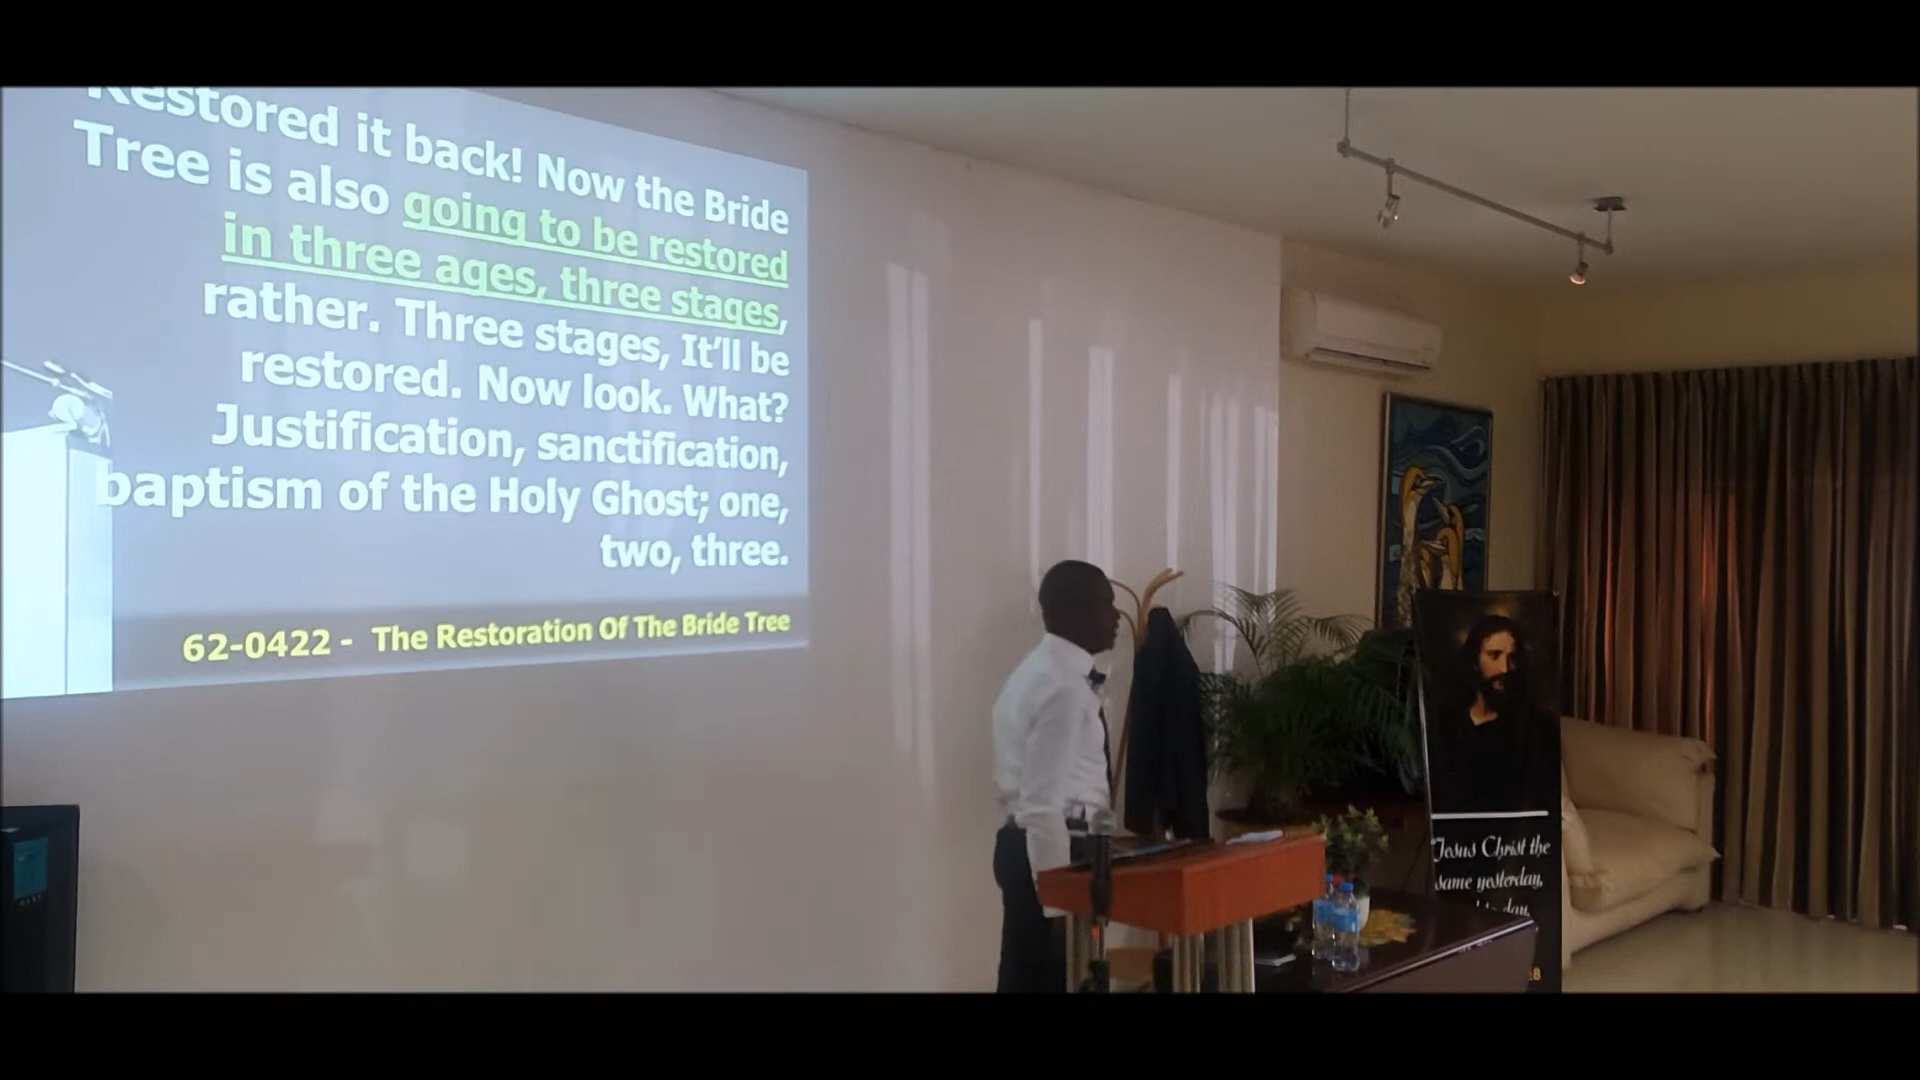 Restored it back! Now the Bride
Tree is also going to be restored
in three ages, three stages,
rather. Three stages, It'll be
restored. Now look. What?
Justification, sanctification,
baptism of the Holy Ghost; one,
two, three.
62-0422 - The Restoration Of The Bride Tree
"Jesus Christ the
same yesterday,
day,